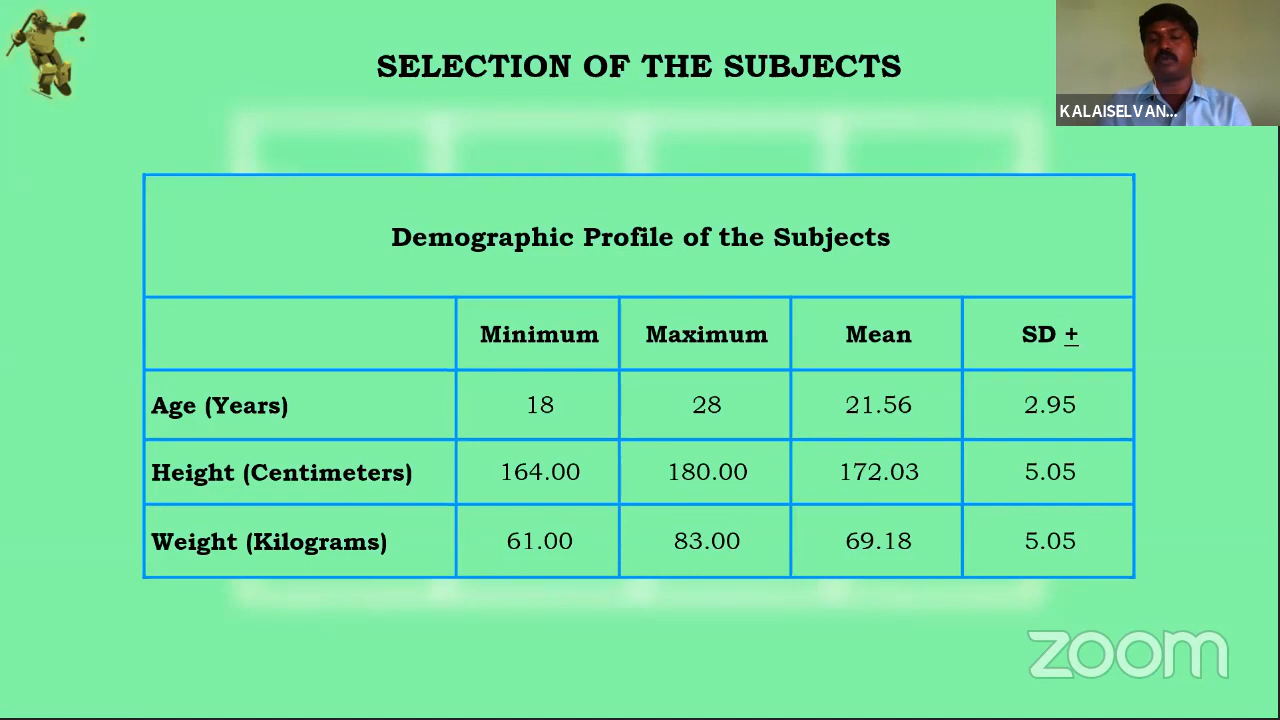 SELECTION OF THE SUBJECTS
KALAISELVAN...
Demographic Profile of the Subjects
Minimum Maximum Mean SD ±
Age (Years) 18 28 21.56 2.95
Height (Centimeters) 164.00 180.00 172.03 5.05
Weight (Kilograms) 61.00 83.00 69.18 5.05
zoom